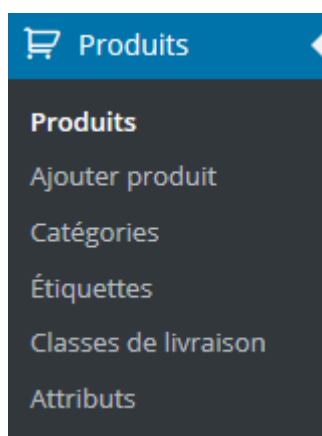 Produits
Produits
Ajouter produit
Catégories
Étiquettes
Classes de livraison
Attributs